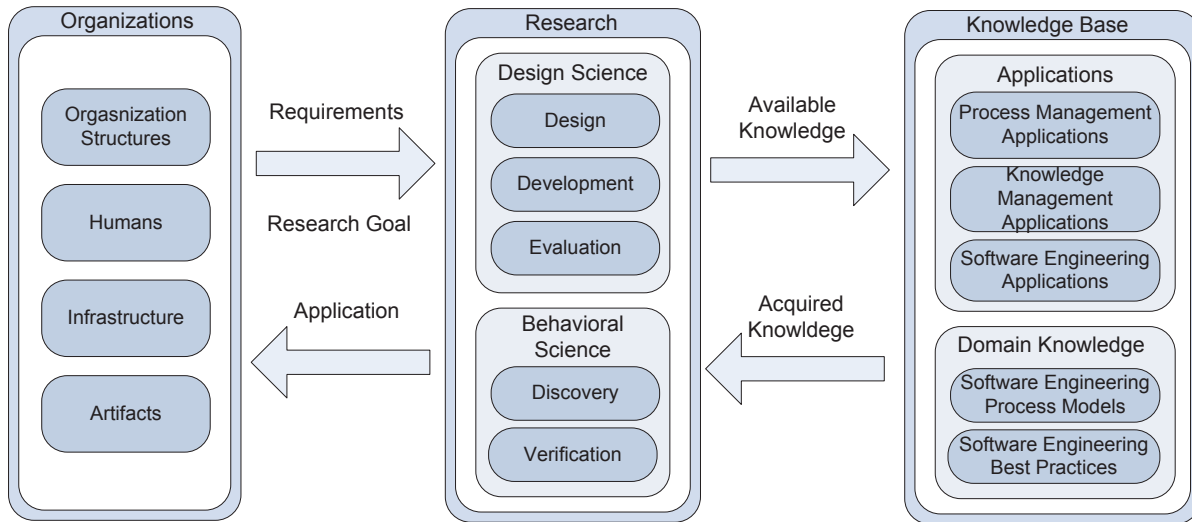 Organizations
Orgasnization
Structures
Humans
Infrastructure
Artifacts
Requirements
Research Goal
Application
Research
Design Science
Design
Development
Evaluation
Behavioral
Science
Discovery
Verification
Available
Knowledge
Acquired
Knowldege
Knowledge Base
Applications
Process Management
Applications
Knowledge
Management
Applications
Software Engineering
Applications
Domain Knowledge
Software Engineering
Process Models
Software Engineering
Best Practices